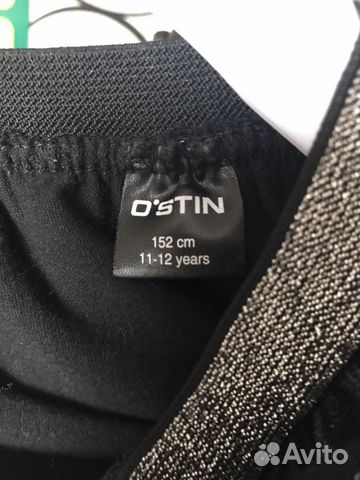 O'STIN
152 cm
11-12 years
Avito